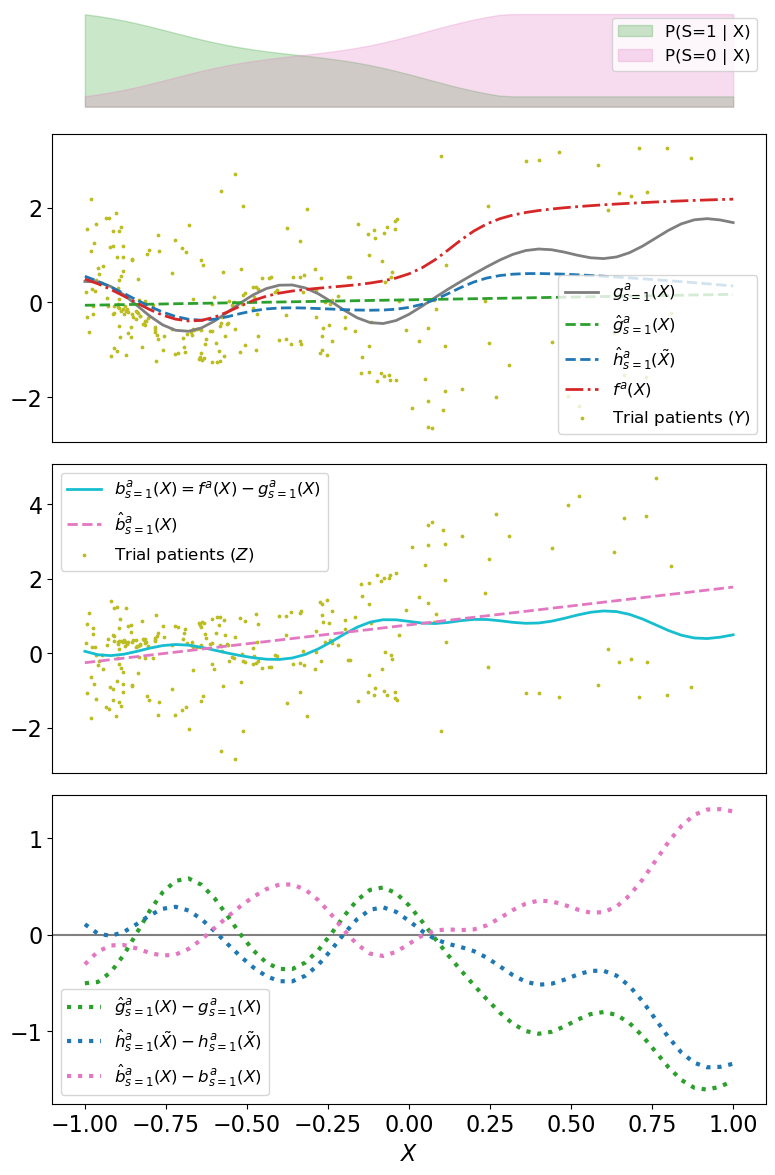 P(S=1 | X)
P(S=0 | X)
2
0
−2
g^a_{s=1}(X)
ĝ^a_{s=1}(X)
ĥ^a_{s=1}(X̃)
f^a(X)
Trial patients (Y)
4
2
0
−2
b^a_{s=1}(X) = f^a(X) − g^a_{s=1}(X)
b̂^a_{s=1}(X)
Trial patients (Z)
1
0
−1
ĝ^a_{s=1}(X) − g^a_{s=1}(X)
ĥ^a_{s=1}(X̃) − h^a_{s=1}(X̃)
b̂^a_{s=1}(X) − b^a_{s=1}(X)
−1.00 −0.75 −0.50 −0.25 0.00 0.25 0.50 0.75 1.00
X